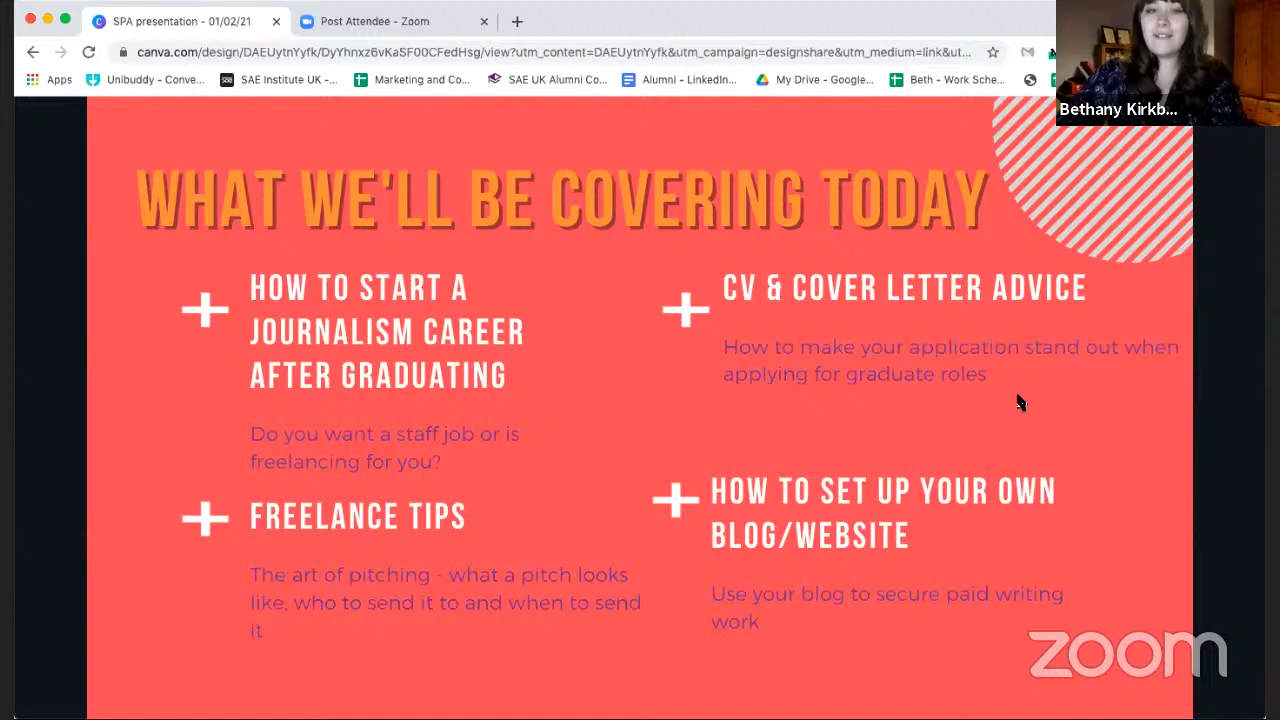 SPA presentation - 01/02/21
Post Attendee - Zoom
canva.com/design/DAEUytnYyfk/DyYhnxz6vKaSF00CFedHsg/view?utm_content=DAEUytnYyfk&utm_campaign=designshare&utm_medium=link&ut...
Apps
Unibuddy - Conve...
SAE Institute UK -...
Marketing and Co...
SAE UK Alumni Co...
Alumni - LinkedIn...
My Drive - Google...
Beth - Work Sche...
Bethany Kirkb...
WHAT WE'LL BE COVERING TODAY
HOW TO START A
JOURNALISM CAREER
AFTER GRADUATING
Do you want a staff job or is
freelancing for you?
FREELANCE TIPS
The art of pitching - what a pitch looks
like, who to send it to and when to send
it
CV & COVER LETTER ADVICE
How to make your application stand out when
applying for graduate roles
HOW TO SET UP YOUR OWN
BLOG/WEBSITE
Use your blog to secure paid writing
work
zoom